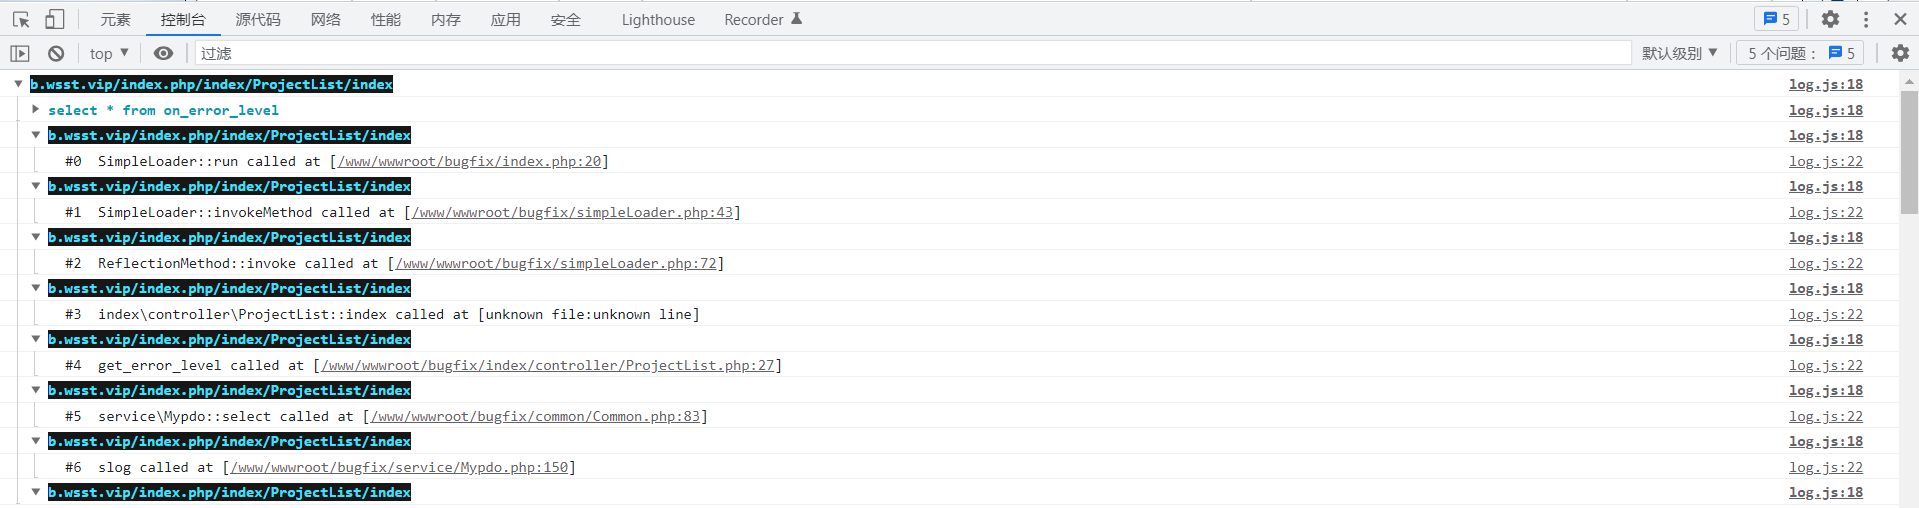 元素 控制台 源代码 网络 性能 内存 应用 安全 Lighthouse Recorder 5
top 过滤 默认级别 5 个问题： 5
b.wsst.vip/index.php/index/ProjectList/index log.js:18
select * from on_error_level log.js:18
b.wsst.vip/index.php/index/ProjectList/index log.js:18
#0 SimpleLoader::run called at [/www/wwwroot/bugfix/index.php:20] log.js:22
b.wsst.vip/index.php/index/ProjectList/index log.js:18
#1 SimpleLoader::invokeMethod called at [/www/wwwroot/bugfix/simpleLoader.php:43] log.js:22
b.wsst.vip/index.php/index/ProjectList/index log.js:18
#2 ReflectionMethod::invoke called at [/www/wwwroot/bugfix/simpleLoader.php:72] log.js:22
b.wsst.vip/index.php/index/ProjectList/index log.js:18
#3 index\controller\ProjectList::index called at [unknown file:unknown line] log.js:22
b.wsst.vip/index.php/index/ProjectList/index log.js:18
#4 get_error_level called at [/www/wwwroot/bugfix/index/controller/ProjectList.php:27] log.js:22
b.wsst.vip/index.php/index/ProjectList/index log.js:18
#5 service\Mypdo::select called at [/www/wwwroot/bugfix/common/Common.php:83] log.js:22
b.wsst.vip/index.php/index/ProjectList/index log.js:18
#6 slog called at [/www/wwwroot/bugfix/service/Mypdo.php:150] log.js:22
b.wsst.vip/index.php/index/ProjectList/index log.js:18